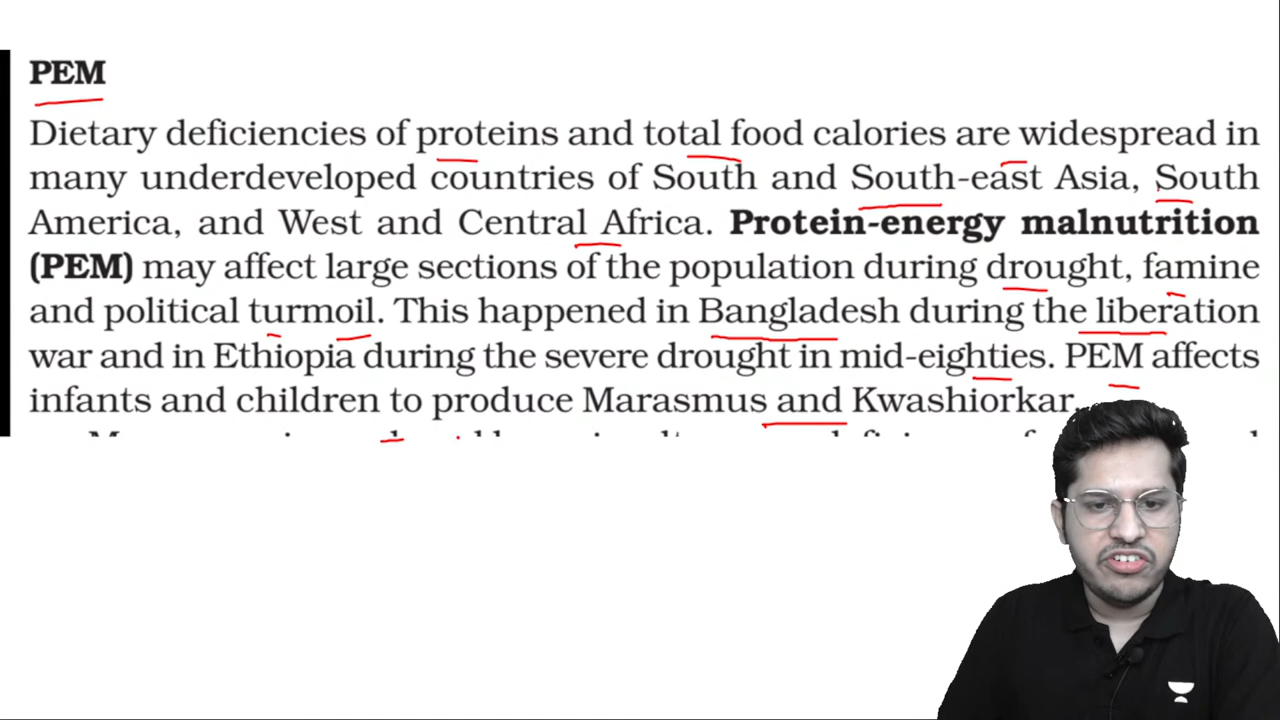 PEM
Dietary deficiencies of proteins and total food calories are widespread in
many underdeveloped countries of South and South-east Asia, South
America, and West and Central Africa. Protein-energy malnutrition
(PEM) may affect large sections of the population during drought, famine
and political turmoil. This happened in Bangladesh during the liberation
war and in Ethiopia during the severe drought in mid-eighties. PEM affects
infants and children to produce Marasmus and Kwashiorkar.